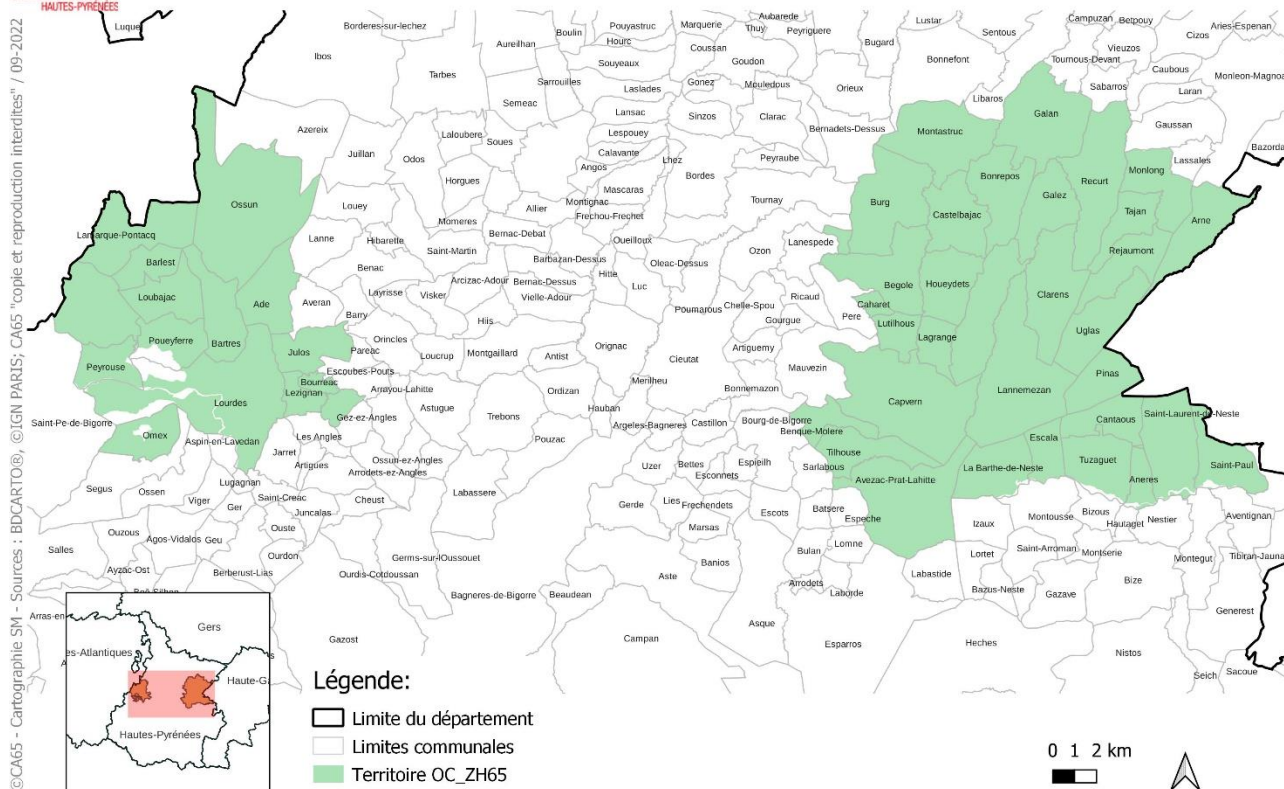 HAUTES-PYRÉNÉES
©CA65 - Cartographie SM - Sources : BDCARTO®, ©IGN PARIS; CA65 "copie et reproduction interdites" / 09-2022
Luque
Borderes-sur-lechez
Boulin
Pouyastruc
Marquerie
Aubarede
Lustar
Campuzan
Betpouy
Aries-Espenan
Ibos
Aureilhan
Hourc
Coussan
Thuy
Peyriguere
Bugard
Sentous
Tournous-Devant
Vieuzos
Cizos
Tarbes
Souyeaux
Goudon
Bonnefont
Caubous
Monleon-Magnoa
Semeac
Sarrouilles
Laslades
Gonez
Mouledous
Orieux
Libaros
Sabarros
Laran
Azereix
Lansac
Sinzos
Clarac
Galan
Gaussan
Laloubere
Soues
Lespouey
Bernadets-Dessus
Montastruc
Juillan
Odos
Calavante
Lhez
Peyraube
Bazorda
Horgues
Angos
Bordes
Bonrepos
Recurt
Monlong
Lassales
Ossun
Louey
Allier
Mascaras
Montignac
Tournay
Burg
Galez
Momeres
Frechou-Frechet
Castelbajac
Tajan
Arne
Lamarque-Pontacq
Lanne
Hibarette
Saint-Martin
Bernac-Debat
Oueilloux
Ozon
Lanespede
Rejaumont
Barlest
Benac
Barbazan-Dessus
Oleac-Dessus
Arcizac-Adour
Bernac-Dessus
Hitte
Luc
Begole
Houeydets
Loubajac
Ade
Averan
Layrisse
Visker
Vielle-Adour
Poumarous
Chelle-Spou
Ricaud
Caharet
Clarens
Barry
Hiis
Gourgue
Pere
Lutilhous
Poueyferre
Bartres
Julos
Pareac
Orincles
Loucrup
Montgaillard
Antist
Orignac
Cieutat
Artiguemy
Lagrange
Uglas
Peyrouse
Escoubes-Pouts
Mauvezin
Bourreac
Lezignan
Arrayou-Lahitte
Merilheu
Bonnemazon
Lannemezan
Pinas
Lourdes
Ordizan
Capvern
Saint-Pe-de-Bigorre
Gez-ez-Angles
Astugue
Trebons
Hauban
Argeles-Bagneres
Castillon
Bourg-de-Bigorre
Cantaous
Saint-Laurent-de-Neste
Omex
Aspin-en-Lavedan
Les Angles
Pouzac
Benque-Molere
Escala
Jarret
Artigues
Ossun-ez-Angles
Arrodets-ez-Angles
Uzer
Bettes
Espieilh
Tilhouse
Sarlabous
La Barthe-de-Neste
Tuzaguet
Saint-Paul
Segus
Ossen
Viger
Lugagnan
Labassere
Esconnets
Avezac-Prat-Lahitte
Aneres
Ger
Saint-Creac
Cheust
Gerde
Lies
Frechendets
Escots
Batsere
Juncalas
Espeche
Izaux
Montousse
Bizous
Hautaget
Nestier
Aventignan
Ouzous
Agos-Vidalos
Geu
Ouste
Marsas
Salles
Ourdon
Germs-sur-lOussouet
Bulan
Lomne
Lortet
Saint-Arroman
Montserie
Montegut
Tibiran-Jauna
Ayzac-Ost
Berberust-Lias
Ourdis-Cotdoussan
Banios
Aste
Arrodets
Labastide
Bazus-Neste
Gazave
Bize
Arras-en
Bagneres-de-Bigorre
Beaudean
Laborde
Generest
Asque
Gazost
Campan
Esparros
Heches
Nistos
Seich
Sacoue
Gers
es-Atlantiques
Haute-Ga
Hautes-Pyrénées
Légende:
Limite du département
Limites communales
Territoire OC_ZH65
0 1 2 km